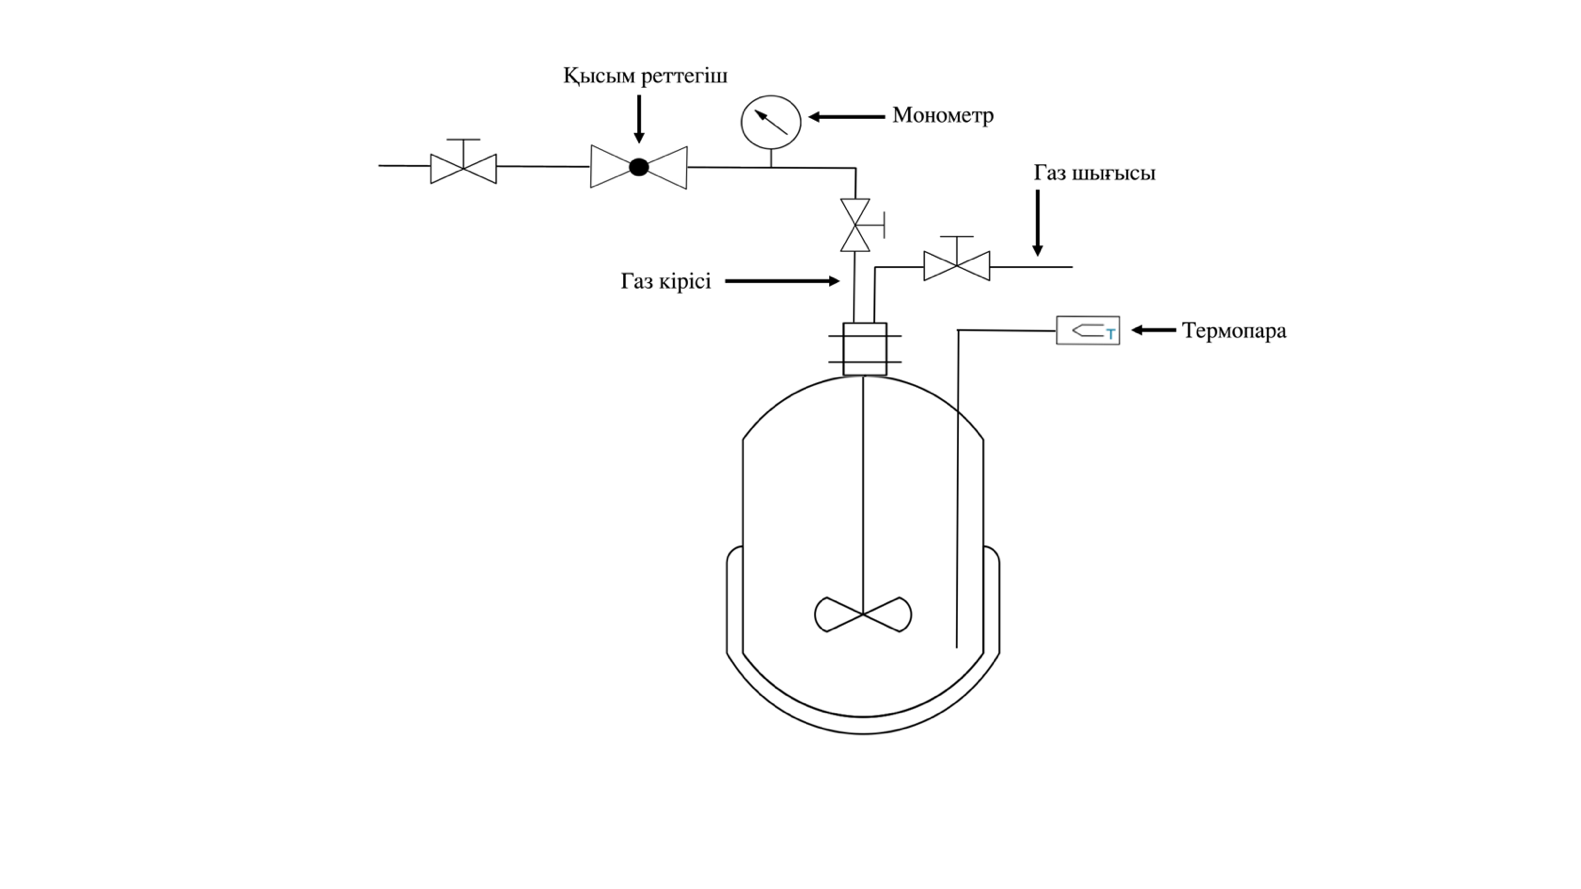 Қысым реттегіш
Монометр
Газ шығысы
Газ кірісі
T
Термопара